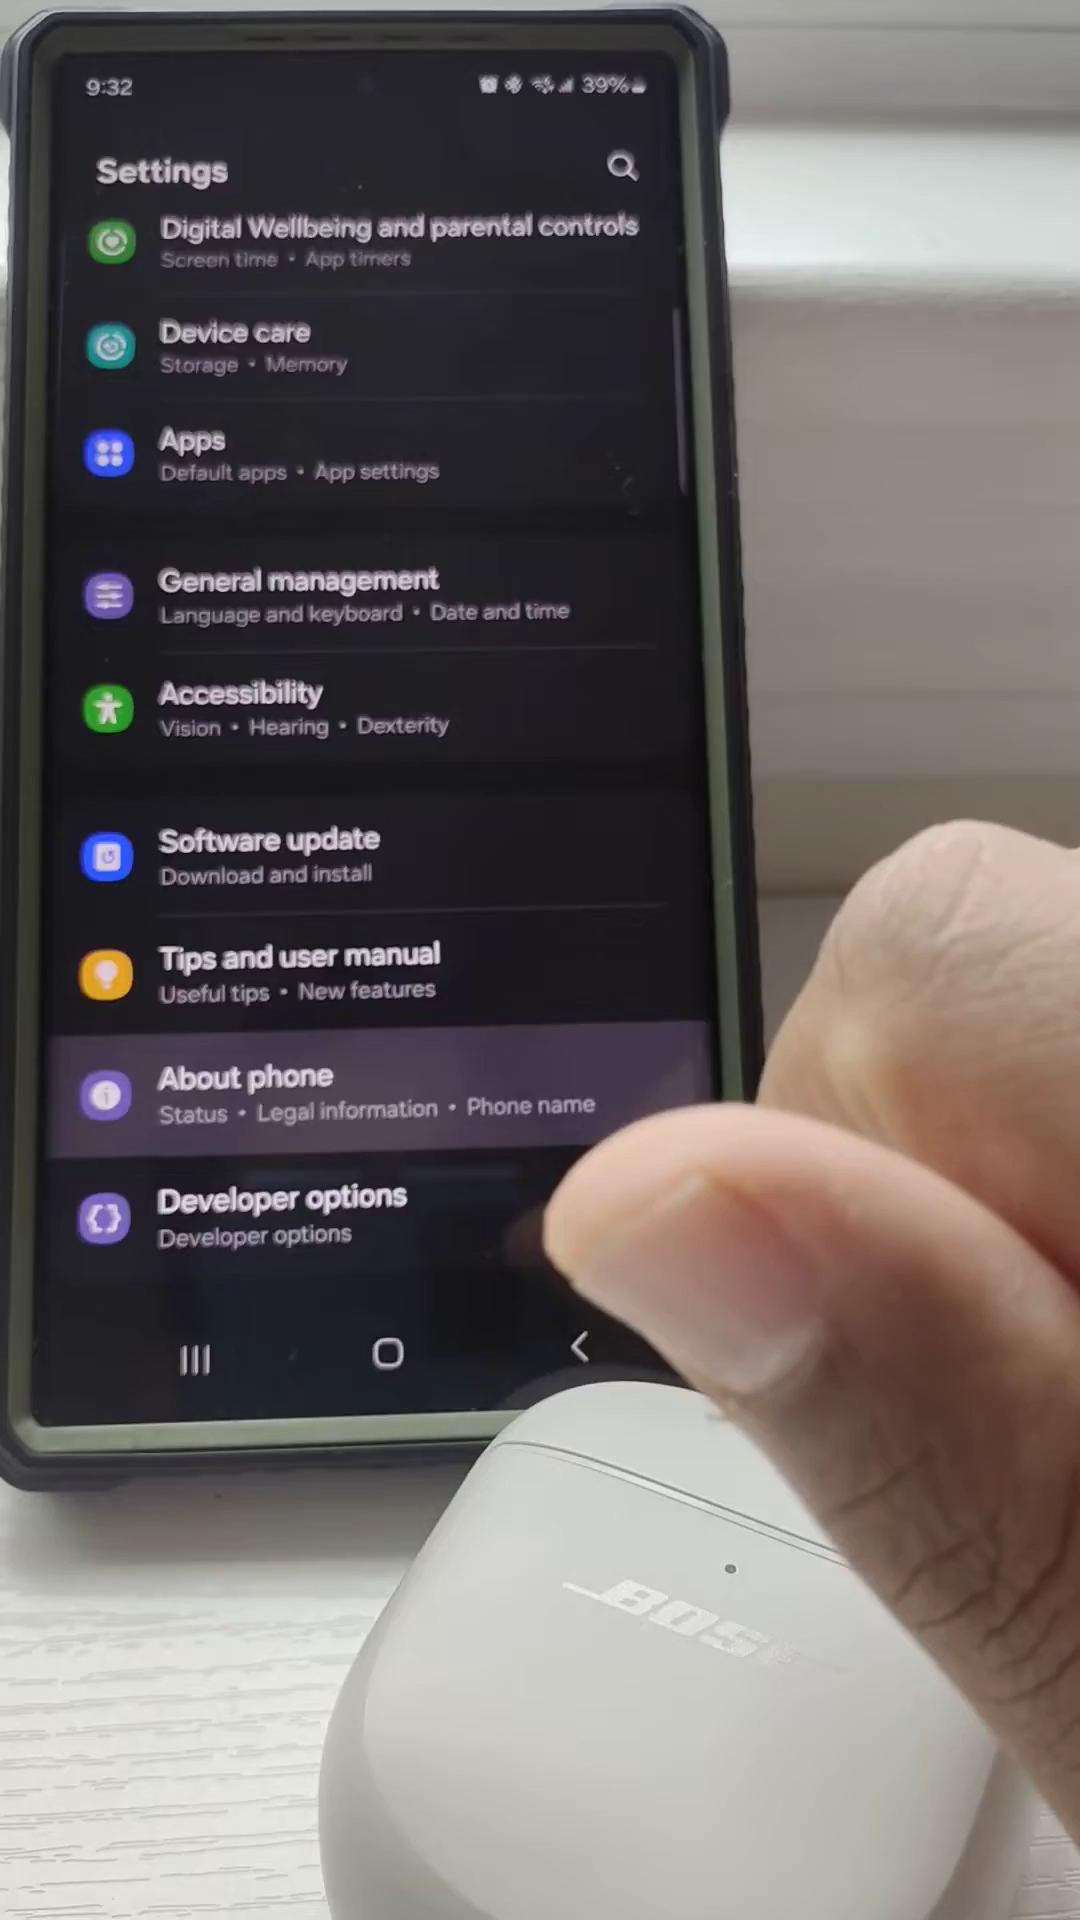 9:32
39%
Settings
Digital Wellbeing and parental controls
Screen time • App timers
Device care
Storage • Memory
Apps
Default apps • App settings
General management
Language and keyboard • Date and time
Accessibility
Vision • Hearing • Dexterity
Software update
Download and install
Tips and user manual
Useful tips • New features
About phone
Status • Legal information • Phone name
Developer options
Developer options
BOSE